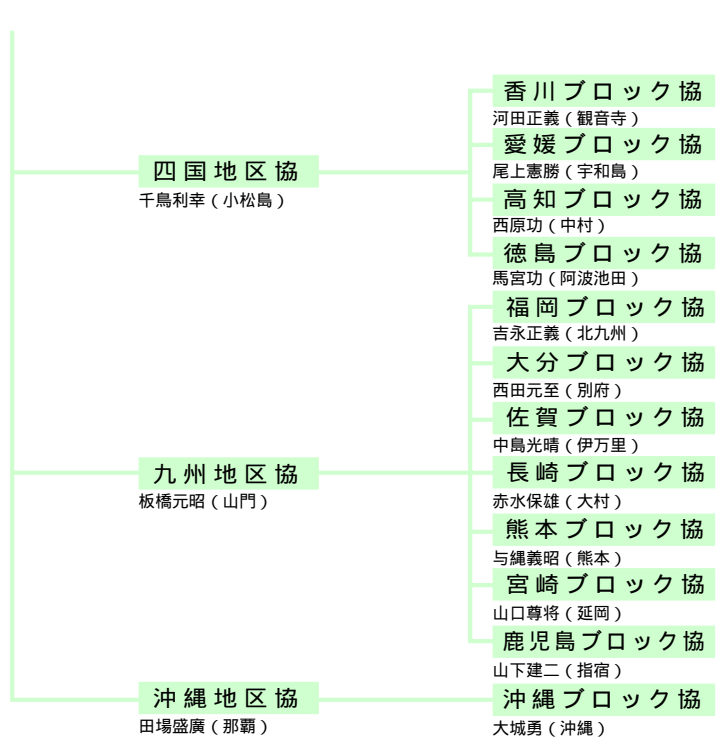 香川ブロック協
河田正義（観音寺）
愛媛ブロック協
尾上憲勝（宇和島）
四国地区協
千鳥利幸（小松島）
高知ブロック協
西原功（中村）
徳島ブロック協
馬宮功（阿波池田）
福岡ブロック協
吉永正義（北九州）
大分ブロック協
西田元至（別府）
佐賀ブロック協
中島光晴（伊万里）
九州地区協
板橋元昭（山門）
長崎ブロック協
赤水保雄（大村）
熊本ブロック協
与縄義昭（熊本）
宮崎ブロック協
山口尊将（延岡）
鹿児島ブロック協
山下建二（指宿）
沖縄地区協
田場盛廣（那覇）
沖縄ブロック協
大城勇（沖縄）